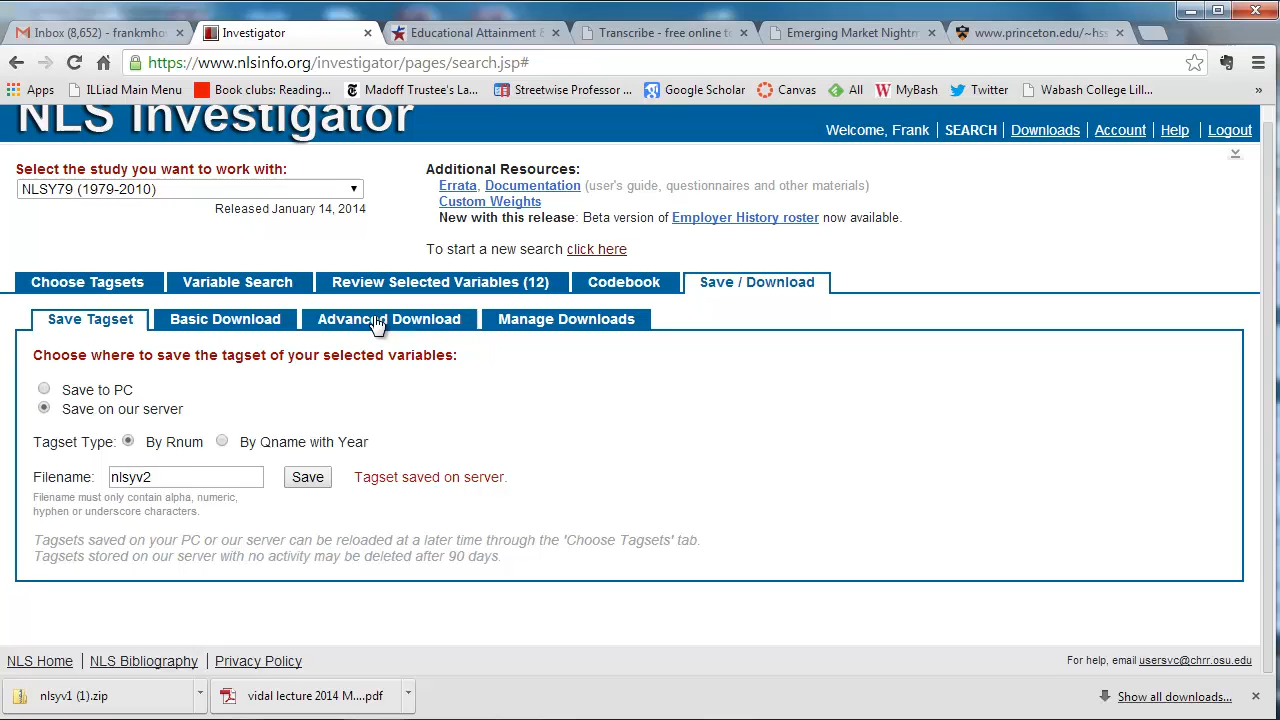 Inbox (8,652) - frankmho
Investigator
Educational Attainment &
Transcribe - free online to
Emerging Market Nightm
www.princeton.edu/~hss
https://www.nlsinfo.org/investigator/pages/search.jsp#
Apps
ILLiad Main Menu
Book clubs: Reading...
Madoff Trustee's La...
Streetwise Professor ...
Google Scholar
Canvas
All
MyBash
Twitter
Wabash College Lill...
»
NLS Investigator
Welcome, Frank | SEARCH | Downloads | Account | Help | Logout
Select the study you want to work with:
NLSY79 (1979-2010)
Released January 14, 2014
Additional Resources:
Errata, Documentation (user's guide, questionnaires and other materials)
Custom Weights
New with this release: Beta version of Employer History roster now available.
To start a new search click here
Choose Tagsets
Variable Search
Review Selected Variables (12)
Codebook
Save / Download
Save Tagset
Basic Download
Advanced Download
Manage Downloads
Choose where to save the tagset of your selected variables:
Save to PC
Save on our server
Tagset Type: By Rnum By Qname with Year
Filename: nlsyv2 Save Tagset saved on server.
Filename must only contain alpha, numeric,
hyphen or underscore characters.
Tagsets saved on your PC or our server can be reloaded at a later time through the 'Choose Tagsets' tab.
Tagsets stored on our server with no activity may be deleted after 90 days.
NLS Home | NLS Bibliography | Privacy Policy
For help, email usersvc@chrr.osu.edu
nlsyv1 (1).zip
vidal lecture 2014 M....pdf
Show all downloads...